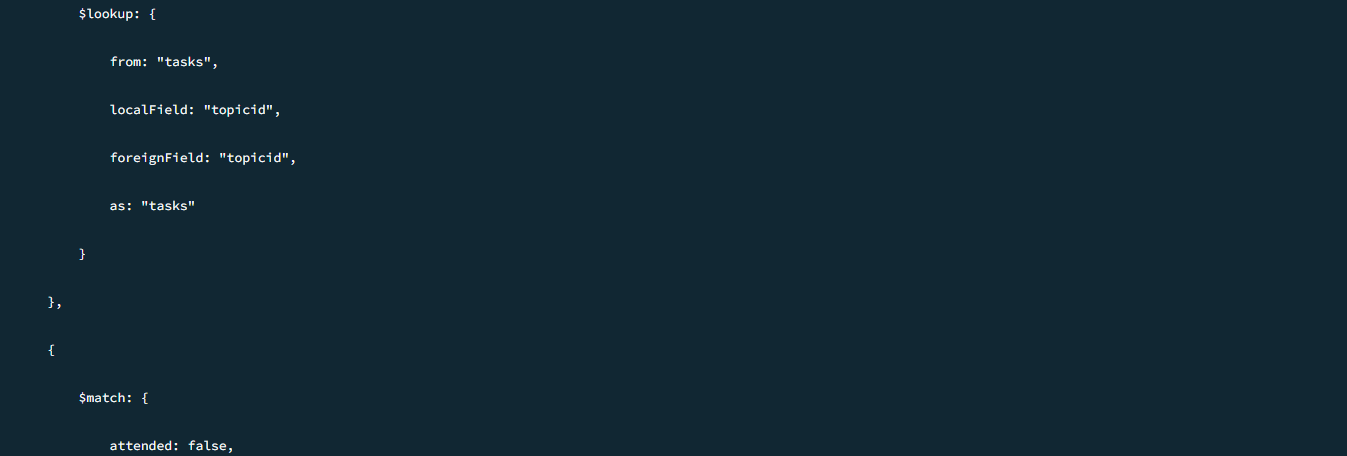 $lookup: {
from: "tasks",
localField: "topicid",
foreignField: "topicid",
as: "tasks"
}
},
{
$match: {
attended: false,